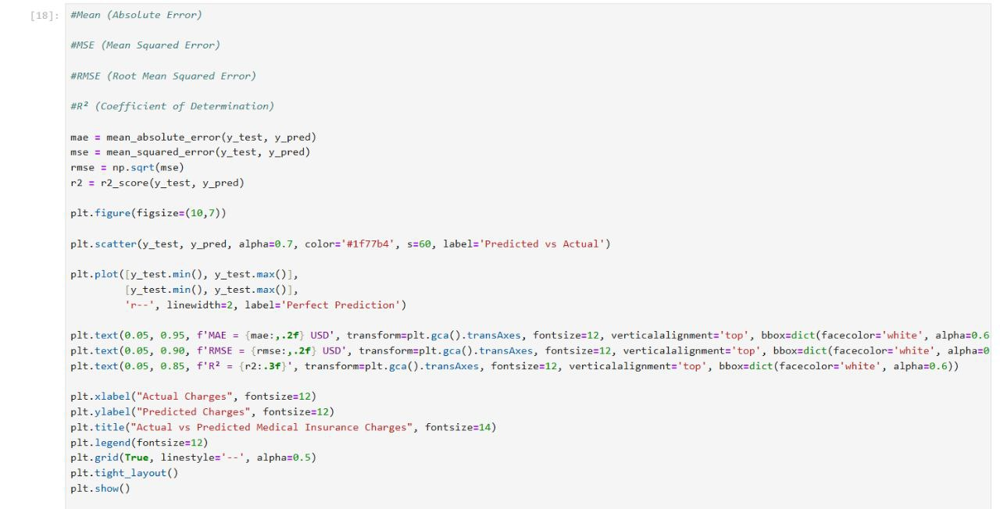 [18]: #Mean (Absolute Error)
#MSE (Mean Squared Error)
#RMSE (Root Mean Squared Error)
#R² (Coefficient of Determination)
mae = mean_absolute_error(y_test, y_pred)
mse = mean_squared_error(y_test, y_pred)
rmse = np.sqrt(mse)
r2 = r2_score(y_test, y_pred)
plt.figure(figsize=(10,7))
plt.scatter(y_test, y_pred, alpha=0.7, color='#1f77b4', s=60, label='Predicted vs Actual')
plt.plot([y_test.min(), y_test.max()],
[y_test.min(), y_test.max()],
'r--', linewidth=2, label='Perfect Prediction')
plt.text(0.05, 0.95, f'MAE = {mae:,.2f} USD', transform=plt.gca().transAxes, fontsize=12, verticalalignment='top', bbox=dict(facecolor='white', alpha=0.6
plt.text(0.05, 0.90, f'RMSE = {rmse:,.2f} USD', transform=plt.gca().transAxes, fontsize=12, verticalalignment='top', bbox=dict(facecolor='white', alpha=0
plt.text(0.05, 0.85, f'R² = {r2:.3f}', transform=plt.gca().transAxes, fontsize=12, verticalalignment='top', bbox=dict(facecolor='white', alpha=0.6))
plt.xlabel("Actual Charges", fontsize=12)
plt.ylabel("Predicted Charges", fontsize=12)
plt.title("Actual vs Predicted Medical Insurance Charges", fontsize=14)
plt.legend(fontsize=12)
plt.grid(True, linestyle='--', alpha=0.5)
plt.tight_layout()
plt.show()